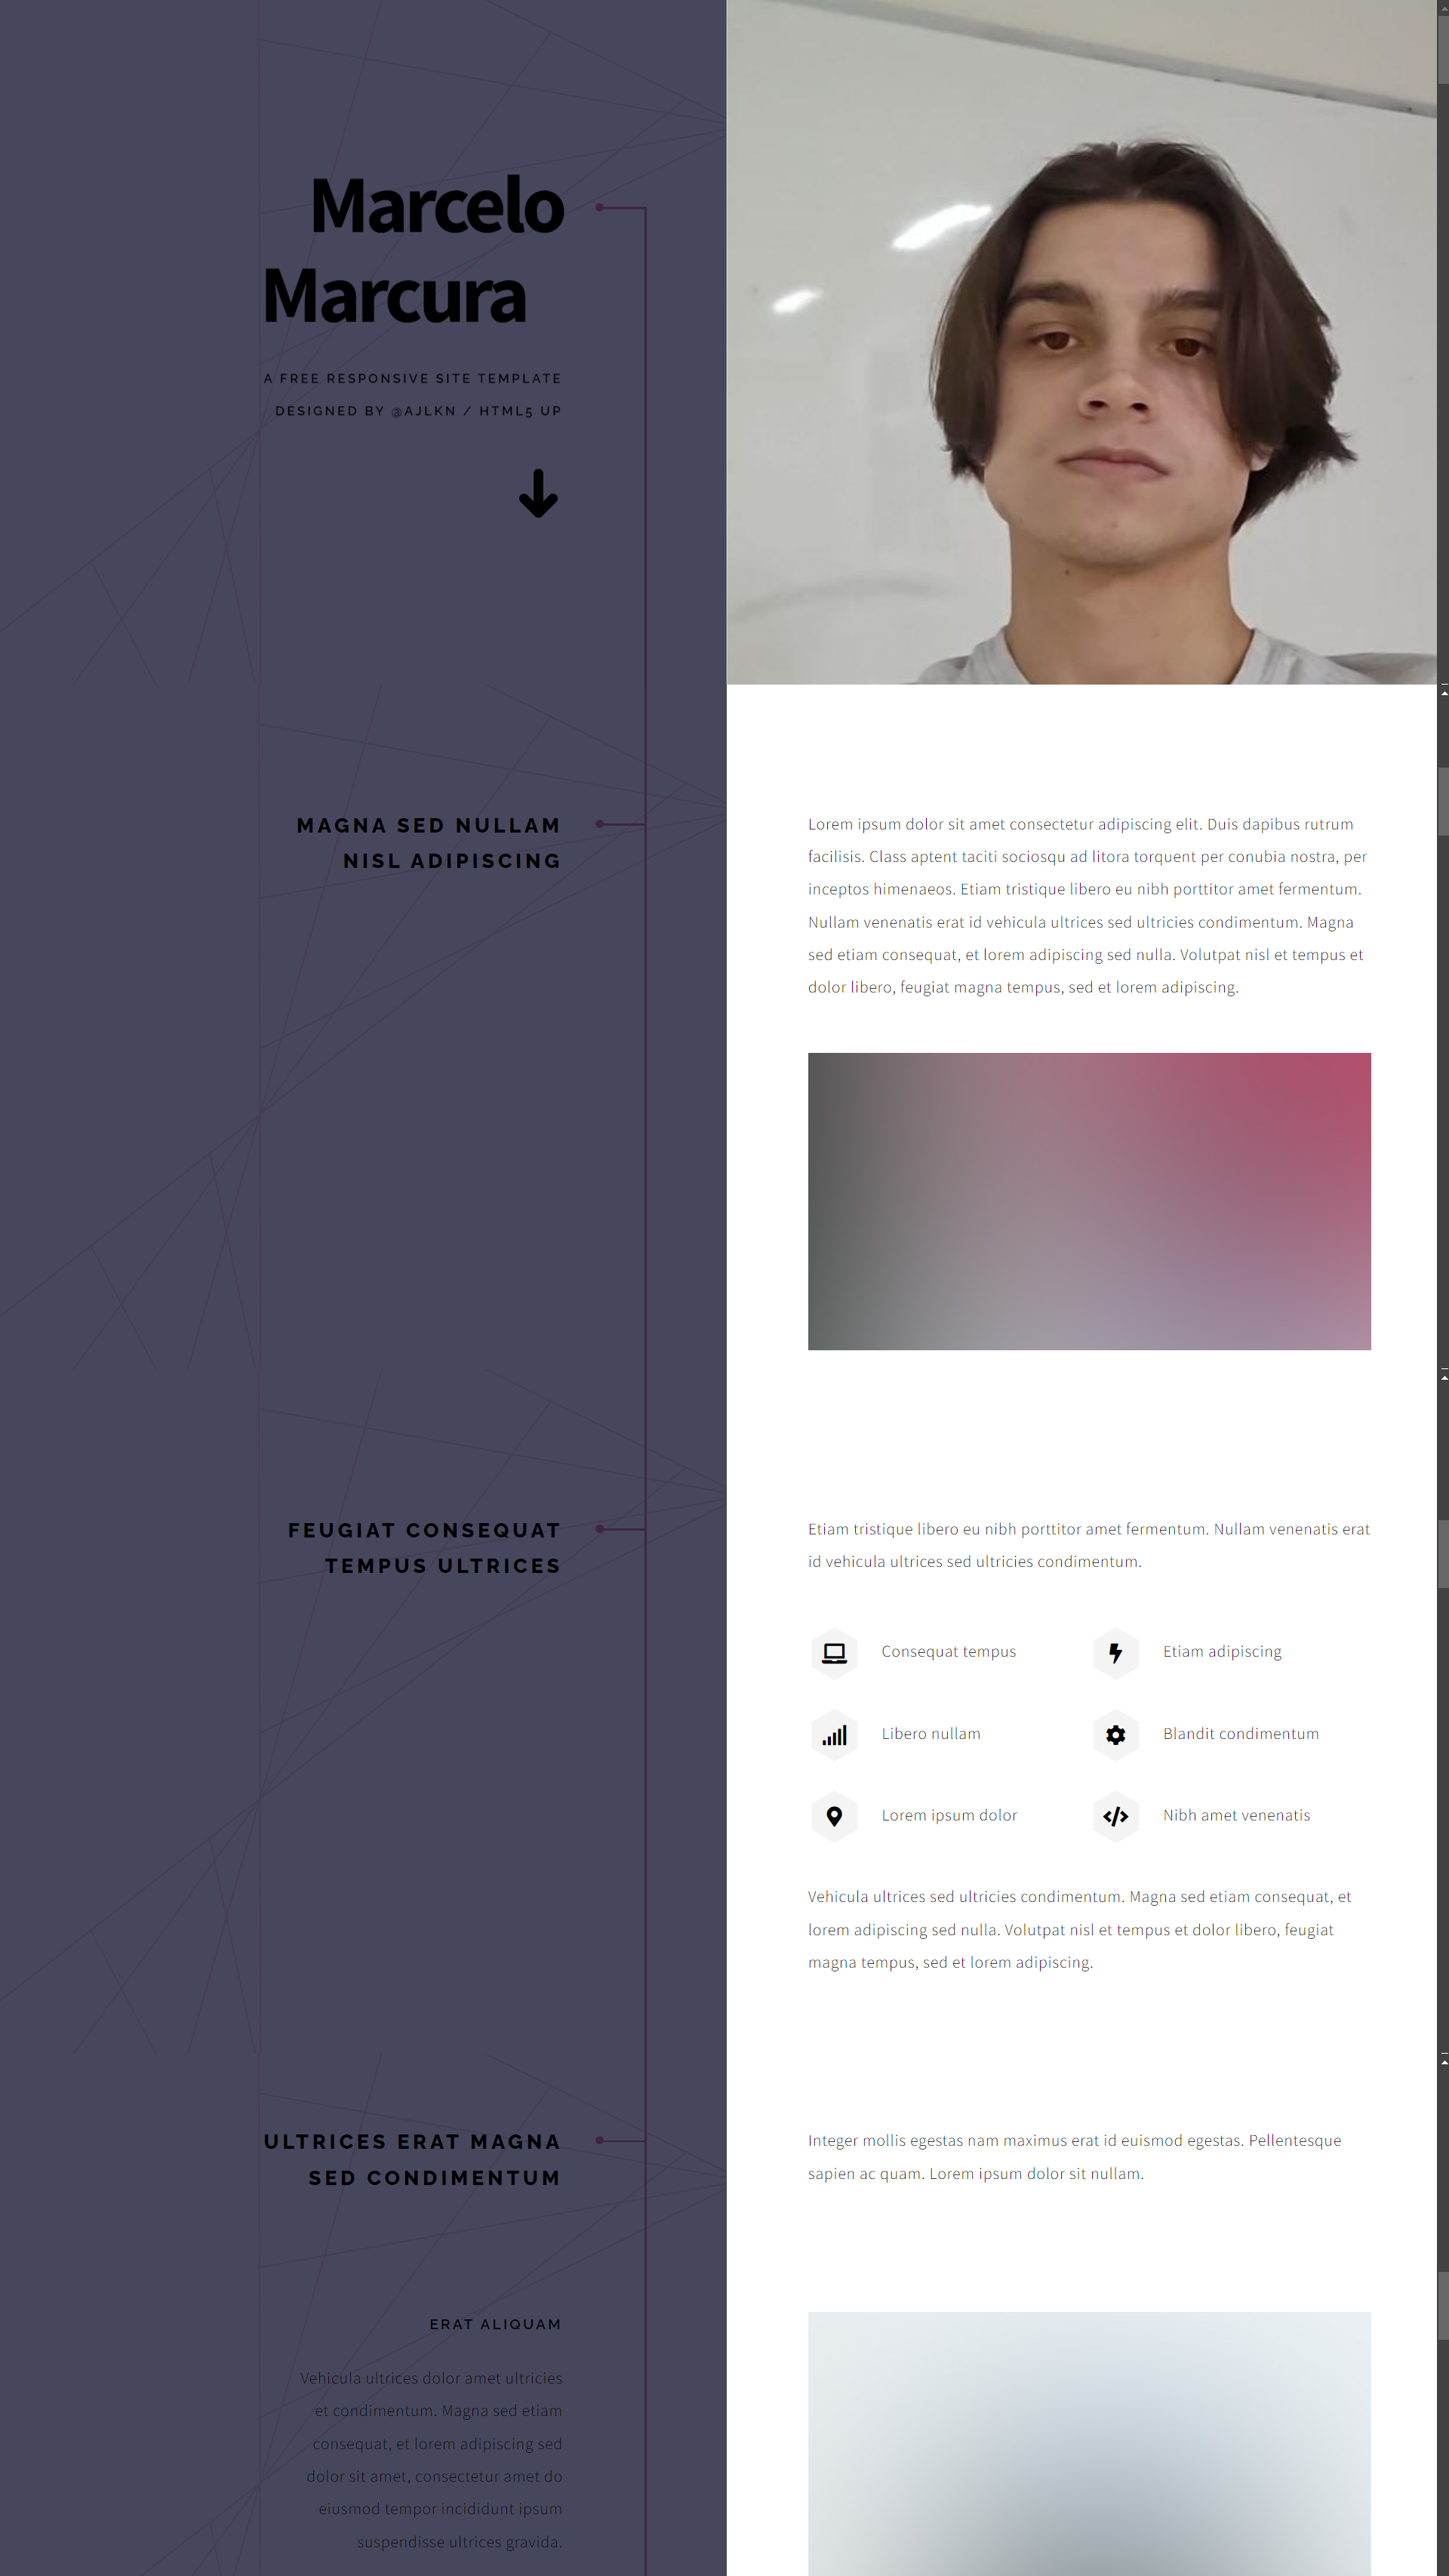 Marcelo
Marcura
A FREE RESPONSIVE SITE TEMPLATE
DESIGNED BY @AJLKN / HTML5 UP
MAGNA SED NULLAM
NISL ADIPISCING
Lorem ipsum dolor sit amet consectetur adipiscing elit. Duis dapibus rutrum
facilisis. Class aptent taciti sociosqu ad litora torquent per conubia nostra, per
inceptos himenaeos. Etiam tristique libero eu nibh porttitor amet fermentum.
Nullam venenatis erat id vehicula ultrices sed ultricies condimentum. Magna
sed etiam consequat, et lorem adipiscing sed nulla. Volutpat nisl et tempus et
dolor libero, feugiat magna tempus, sed et lorem adipiscing.
FEUGIAT CONSEQUAT
TEMPUS ULTRICES
Etiam tristique libero eu nibh porttitor amet fermentum. Nullam venenatis erat
id vehicula ultrices sed ultricies condimentum.
Consequat tempus
Etiam adipiscing
Libero nullam
Blandit condimentum
Lorem ipsum dolor
Nibh amet venenatis
Vehicula ultrices sed ultricies condimentum. Magna sed etiam consequat, et
lorem adipiscing sed nulla. Volutpat nisl et tempus et dolor libero, feugiat
magna tempus, sed et lorem adipiscing.
ULTRICES ERAT MAGNA
SED CONDIMENTUM
Integer mollis egestas nam maximus erat id euismod egestas. Pellentesque
sapien ac quam. Lorem ipsum dolor sit nullam.
ERAT ALIQUAM
Vehicula ultrices dolor amet ultricies
et condimentum. Magna sed etiam
consequat, et lorem adipiscing sed
dolor sit amet, consectetur amet do
eiusmod tempor incididunt ipsum
suspendisse ultrices gravida.